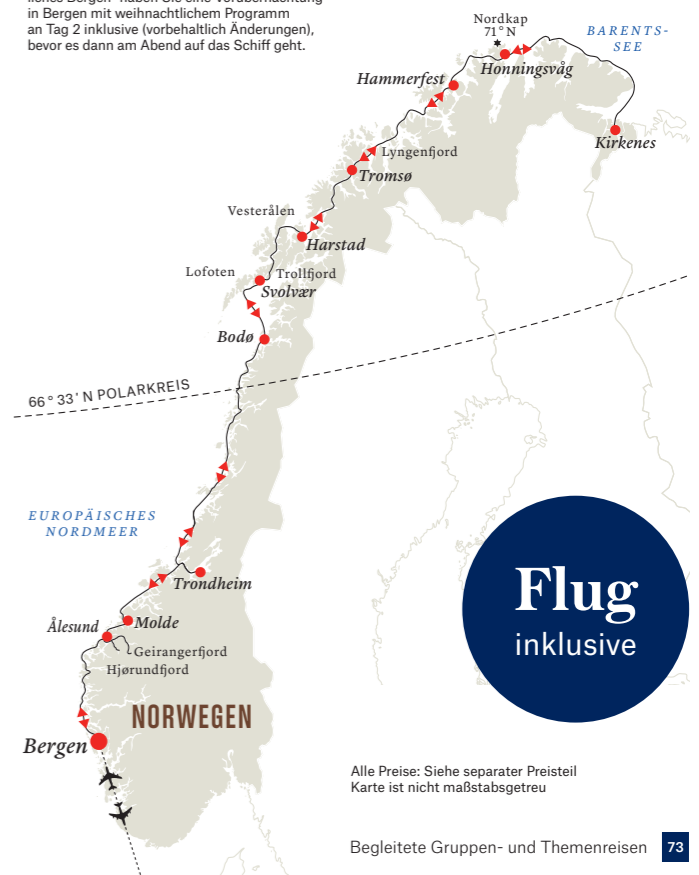 in Bergen mit weihnachtlichem Programm
an Tag 2 inklusive (vorbehaltlich Änderungen),
bevor es dann am Abend auf das Schiff geht.
Nordkap
71° N
BARENTS-
SEE
Honningsvåg
Hammerfest
Kirkenes
Lyngenfjord
Tromsø
Vesterålen
Harstad
Lofoten
Trollfjord
Svolvær
Bodø
66° 33' N POLARKREIS
EUROPÄISCHES
NORDMEER
Trondheim
Ålesund
Molde
Geirangerfjord
Hjørundfjord
NORWEGEN
Bergen
Flug
inklusive
Alle Preise: Siehe separater Preisteil
Karte ist nicht maßstabsgetreu
Begleitete Gruppen- und Themenreisen 73